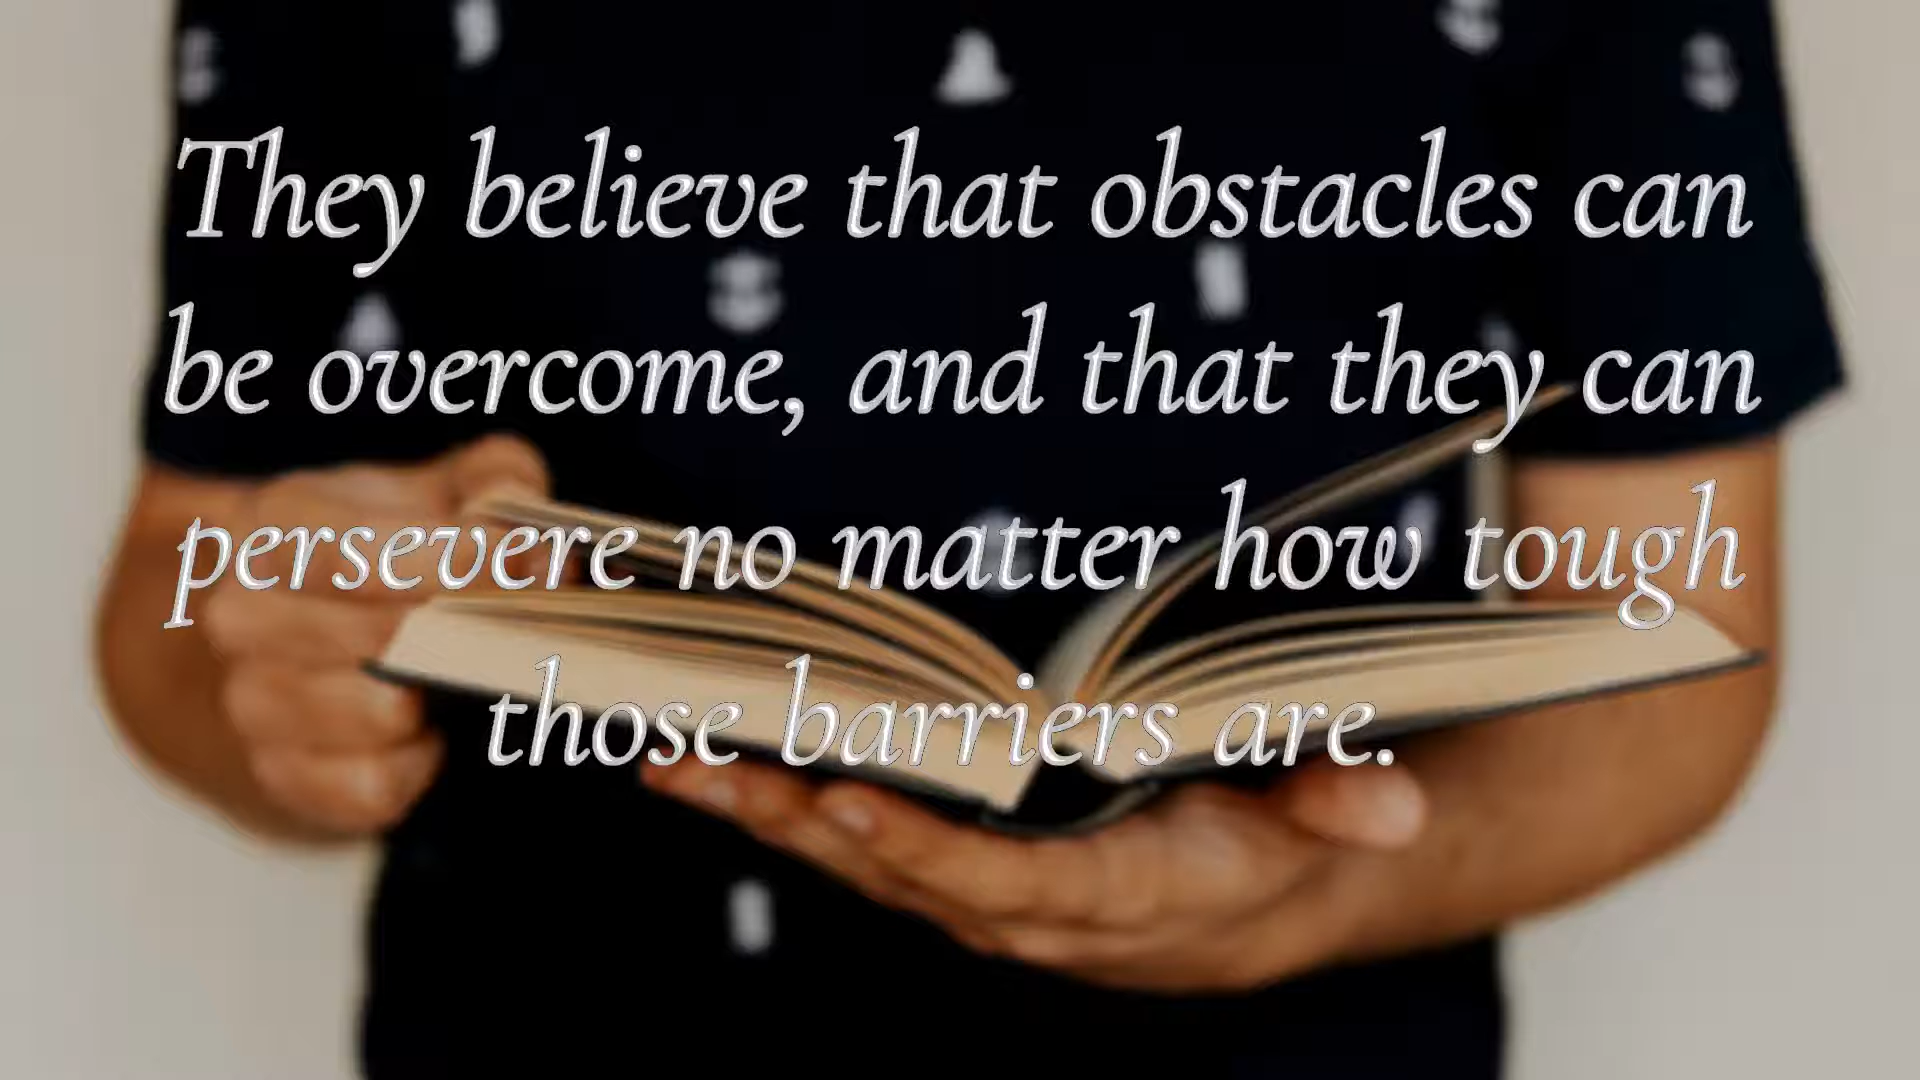 They believe that obstacles can
be overcome, and that they can
persevere no matter how tough
those barriers are.